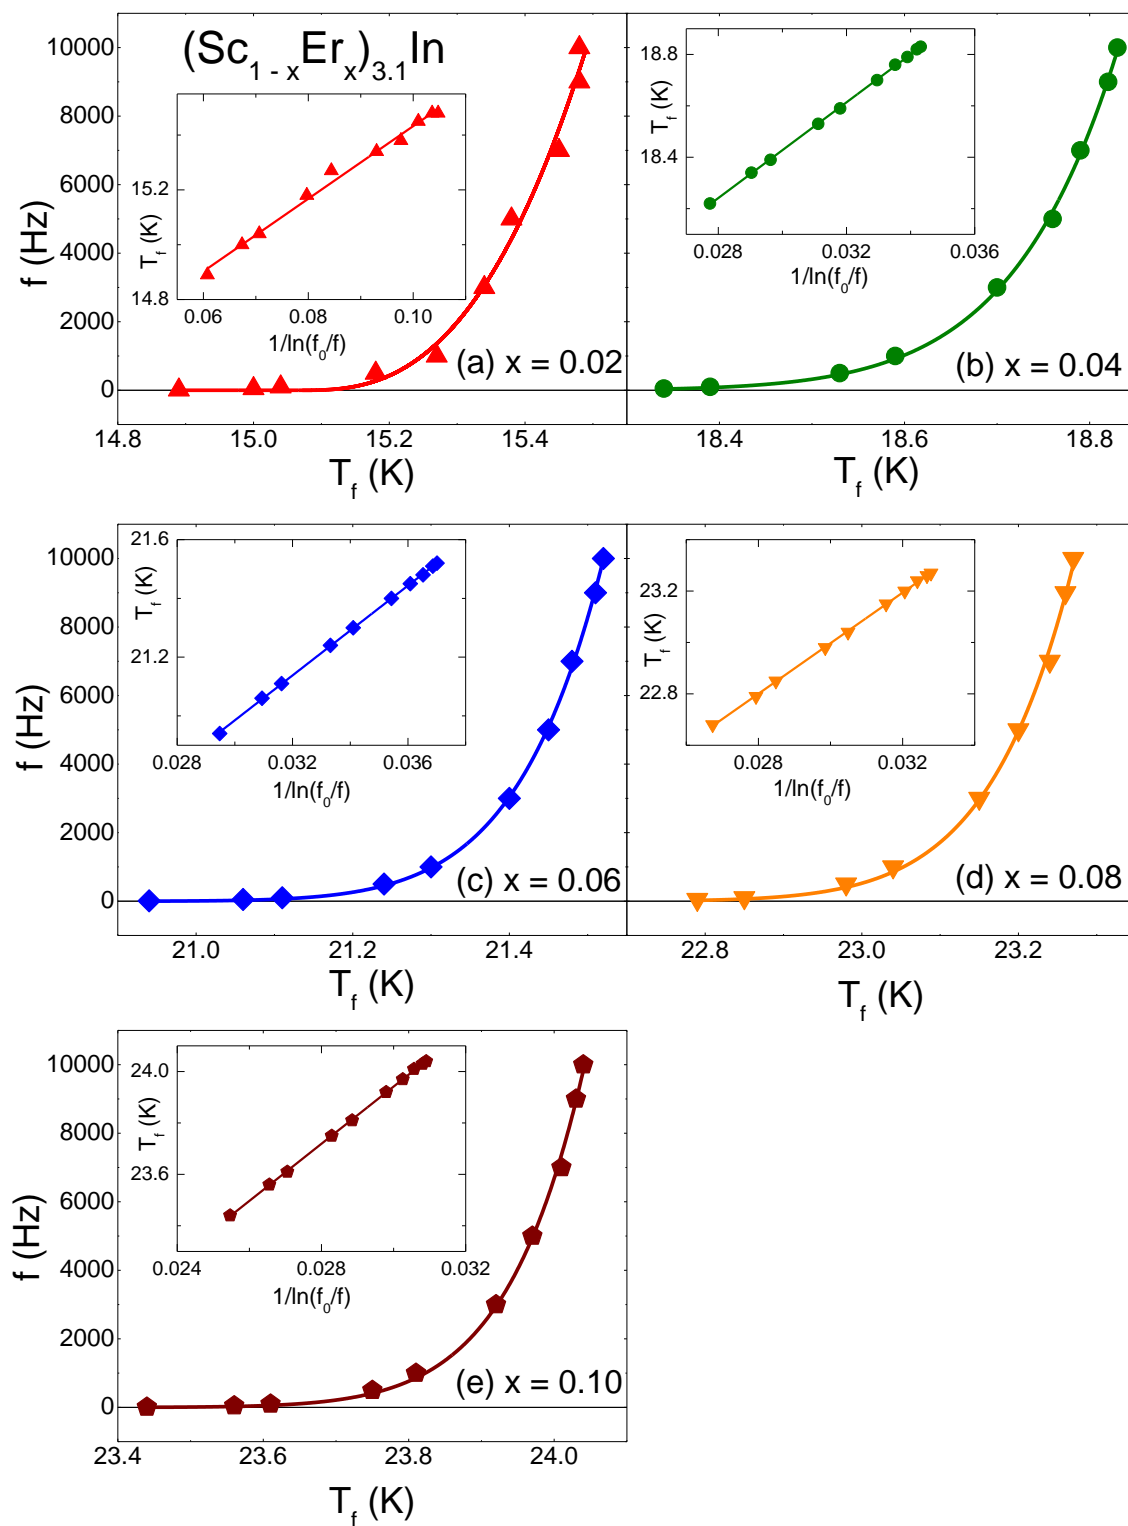 (Sc1 - xErx)3.1In
f (Hz)
10000
8000
6000
4000
2000
0
Tf (K)
15.2
14.8
0.06 0.08 0.10
1/ln(f0/f)
(a) x = 0.02
14.8 15.0 15.2 15.4
Tf (K)
Tf (K)
18.8
18.4
0.028 0.032 0.036
1/ln(f0/f)
(b) x = 0.04
18.4 18.6 18.8
Tf (K)
f (Hz)
10000
8000
6000
4000
2000
0
Tf (K)
21.6
21.2
0.028 0.032 0.036
1/ln(f0/f)
(c) x = 0.06
21.0 21.2 21.4
Tf (K)
Tf (K)
23.2
22.8
0.028 0.032
1/ln(f0/f)
(d) x = 0.08
22.8 23.0 23.2
Tf (K)
f (Hz)
10000
8000
6000
4000
2000
0
Tf (K)
24.0
23.6
0.024 0.028 0.032
1/ln(f0/f)
(e) x = 0.10
23.4 23.6 23.8 24.0
Tf (K)